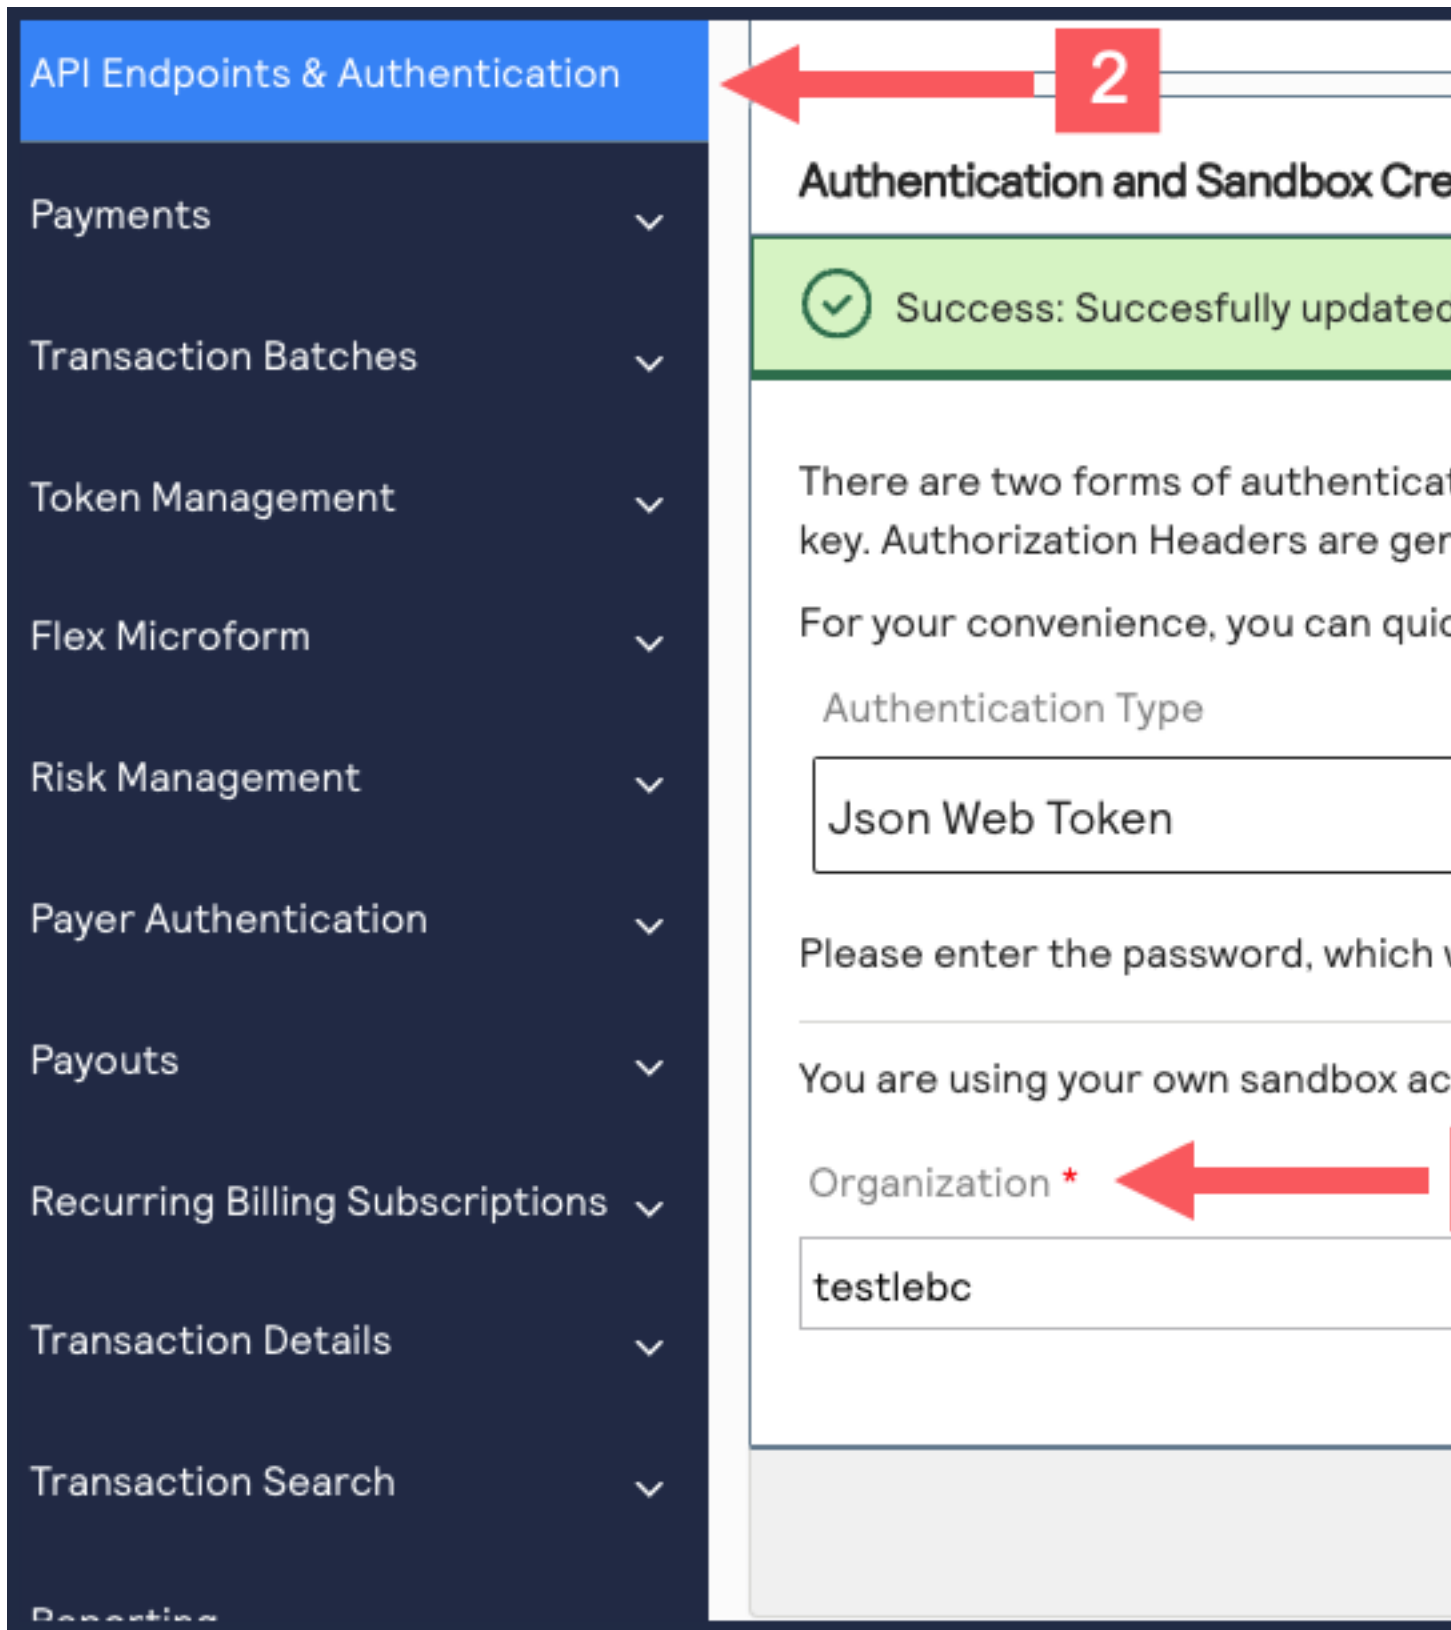 API Endpoints & Authentication
Payments
Transaction Batches
Token Management
Flex Microform
Risk Management
Payer Authentication
Payouts
Recurring Billing Subscriptions
Transaction Details
Transaction Search
Reporting
2
Authentication and Sandbox Cre
Success: Succesfully updated
There are two forms of authenticat
key. Authorization Headers are ger
For your convenience, you can quic
Authentication Type
Json Web Token
Please enter the password, which w
You are using your own sandbox ac
Organization *
testlebc